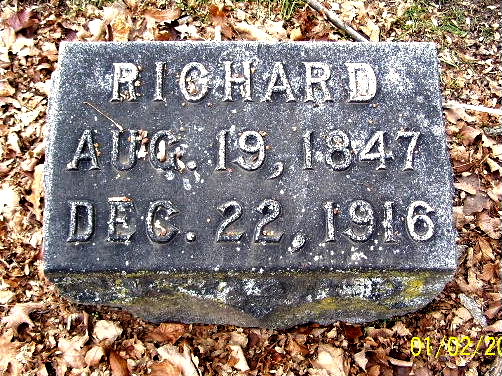 RICHARD
AUG. 19, 1847
DEC. 22, 1916
01/02/20